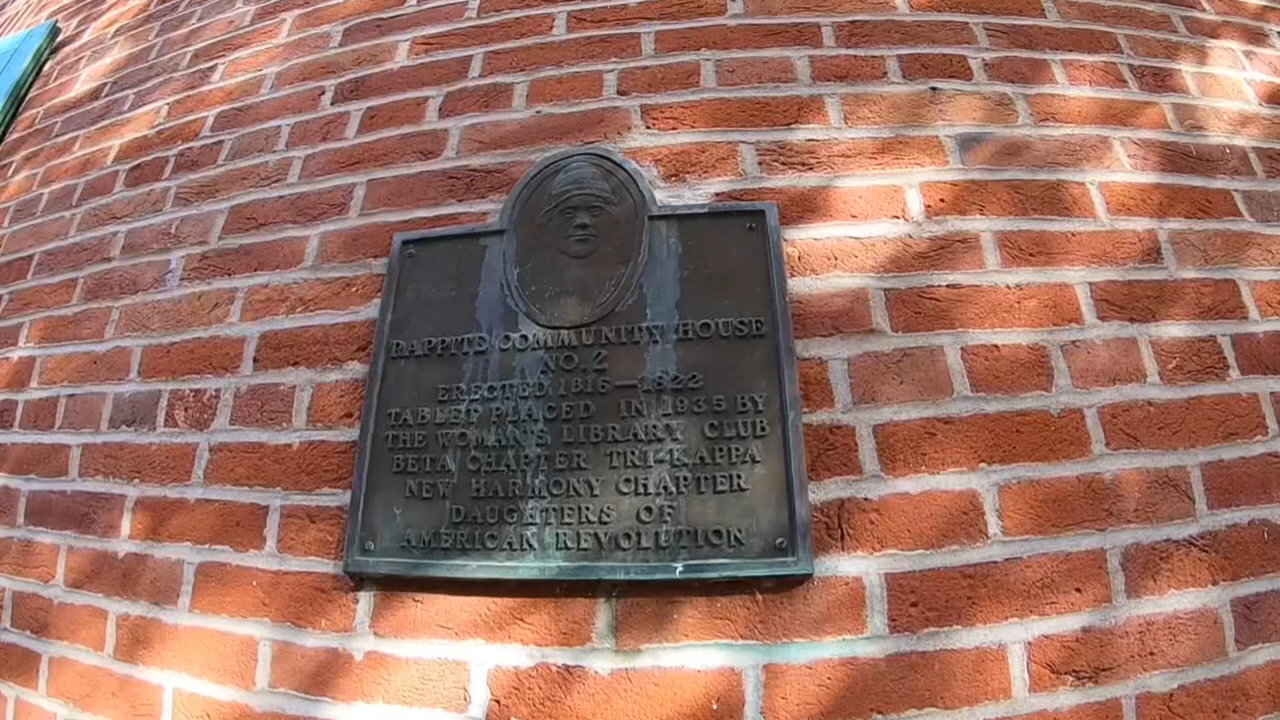 RAPPITE COMMUNITY HOUSE
NO. 2
ERECTED 1816—1822
TABLET PLACED IN 1935 BY
THE WOMAN'S LIBRARY CLUB
BETA CHAPTER TRI KAPPA
NEW HARMONY CHAPTER
DAUGHTERS OF
AMERICAN REVOLUTION